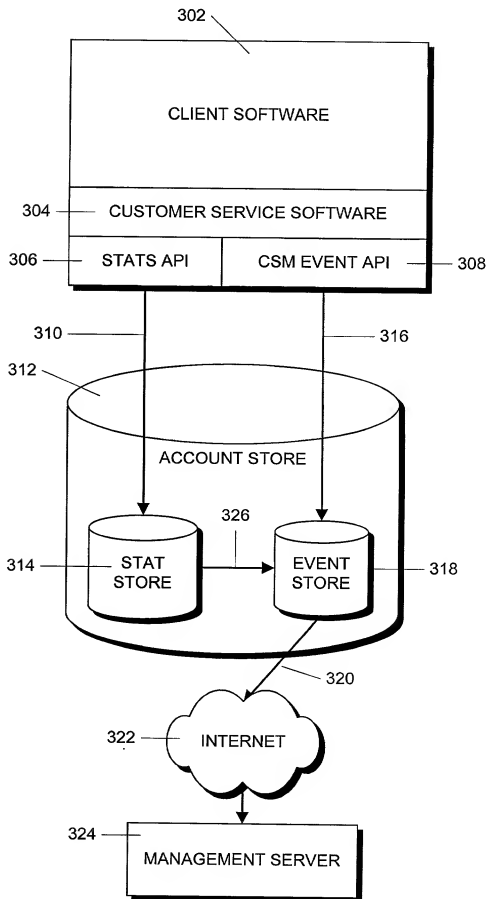 302
CLIENT SOFTWARE
304
CUSTOMER SERVICE SOFTWARE
306
STATS API
CSM EVENT API
308
310
316
312
ACCOUNT STORE
326
314
STAT
STORE
EVENT
STORE
318
320
322
INTERNET
324
MANAGEMENT SERVER